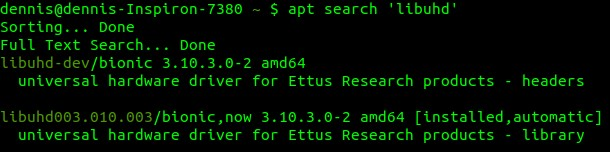 dennis@dennis-Inspiron-7380 ~ $ apt search 'libuhd'
Sorting... Done
Full Text Search... Done
libuhd-dev/bionic 3.10.3.0-2 amd64
  universal hardware driver for Ettus Research products - headers

libuhd003.010.003/bionic,now 3.10.3.0-2 amd64 [installed,automatic]
  universal hardware driver for Ettus Research products - library